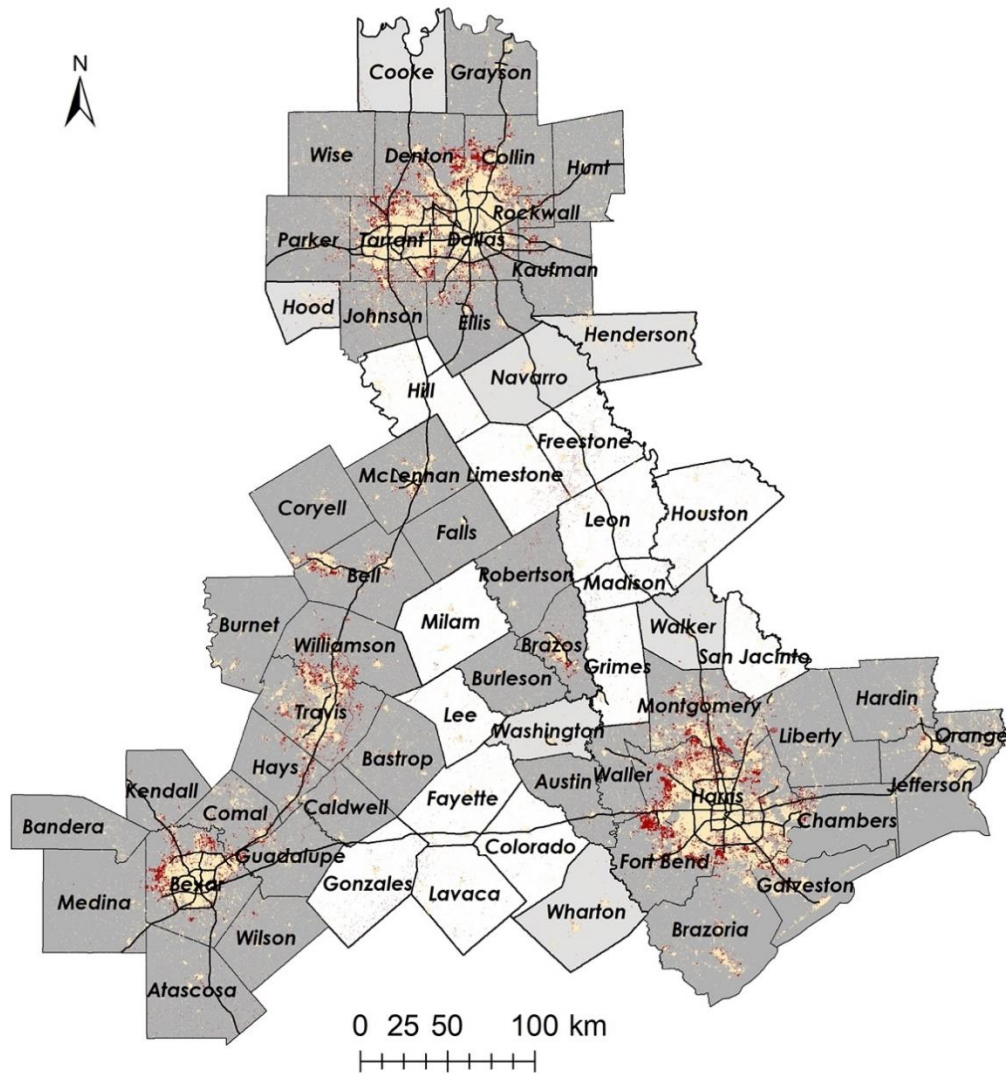 N
Cooke
Grayson
Wise
Denton
Collin
Hunt
Rockwall
Parker
Tarrant
Dallas
Kaufman
Hood
Johnson
Ellis
Henderson
Navarro
Hill
Freestone
McLennan
Limestone
Coryell
Leon
Houston
Falls
Bell
Robertson
Madison
Burnet
Milam
Walker
Williamson
Brazos
Grimes
San Jacinto
Burleson
Montgomery
Hardin
Travis
Lee
Washington
Liberty
Orange
Hays
Bastrop
Austin
Waller
Jefferson
Kendall
Comal
Caldwell
Fayette
Harris
Chambers
Bandera
Guadalupe
Colorado
Fort Bend
Bexar
Gonzales
Lavaca
Galveston
Medina
Wharton
Wilson
Brazoria
Atascosa
0 25 50 100 km